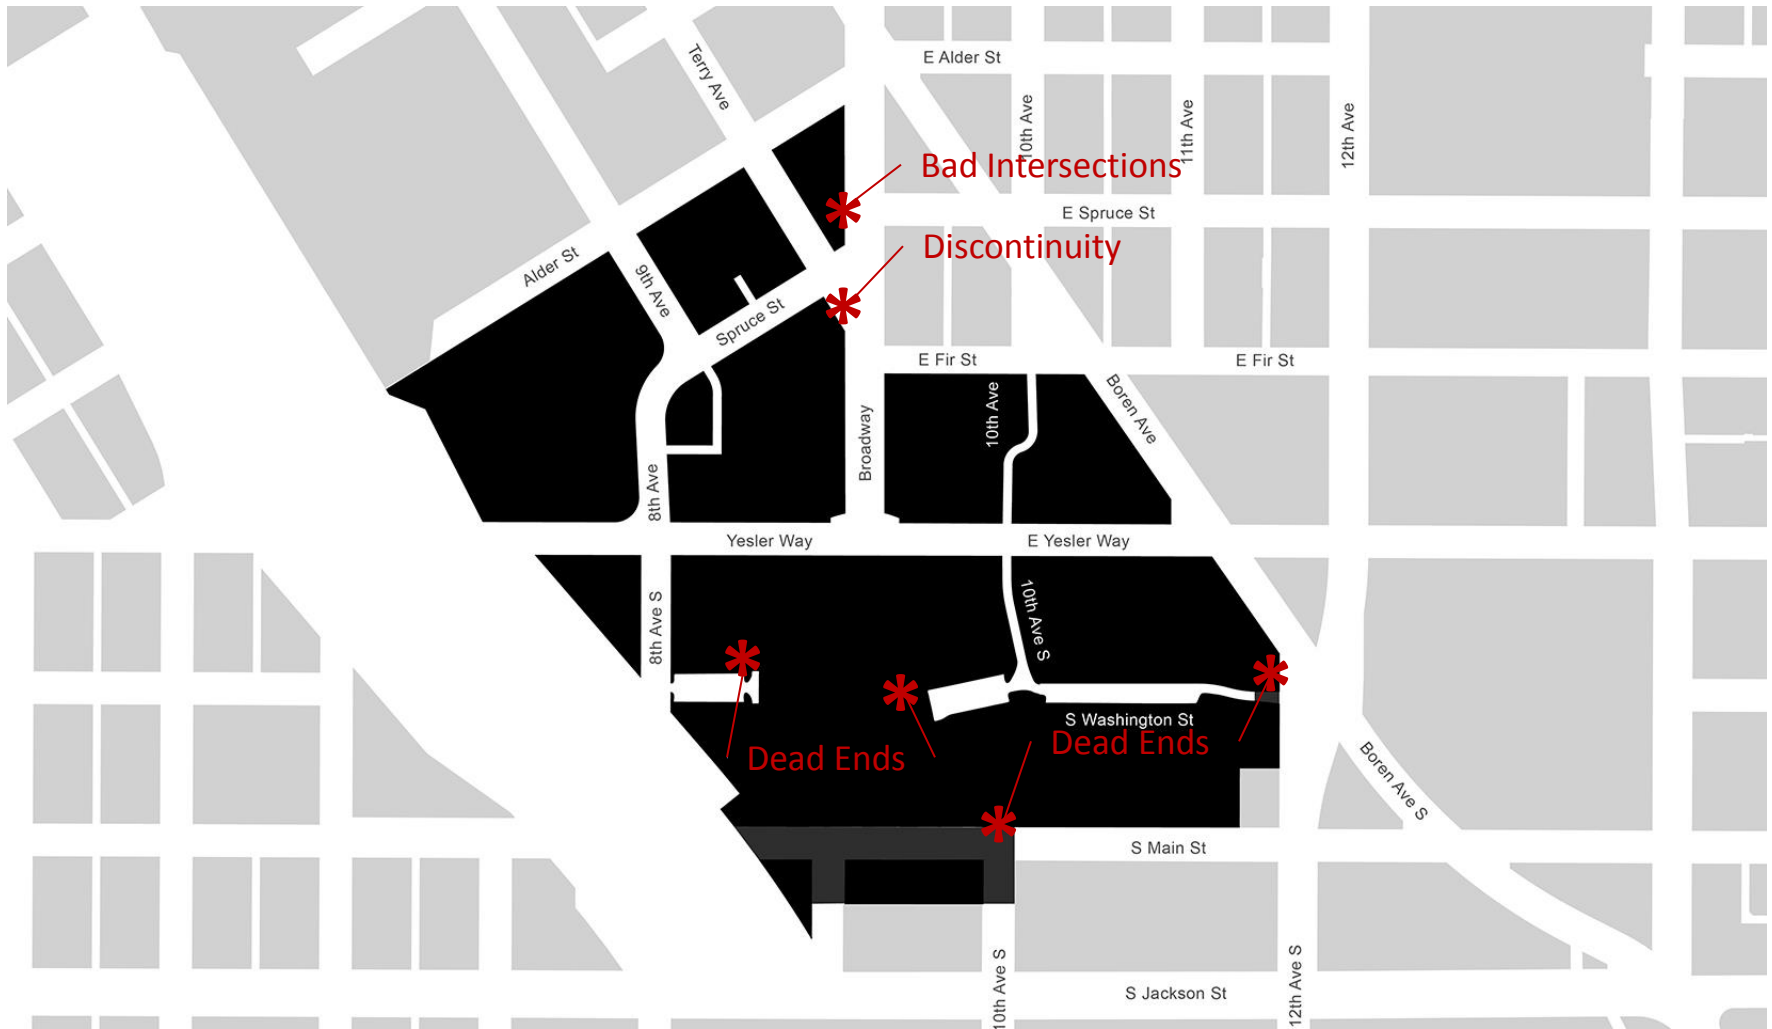 E Alder St
Terry Ave
10th Ave
11th Ave
12th Ave
Bad Intersections
E Spruce St
Discontinuity
Alder St
9th Ave
Spruce St
E Fir St
E Fir St
10th Ave
Boren Ave
Broadway
8th Ave
Yesler Way
E Yesler Way
8th Ave S
10th Ave S
S Washington St
Dead Ends
Dead Ends
Boren Ave S
S Main St
S Jackson St
10th Ave S
12th Ave S